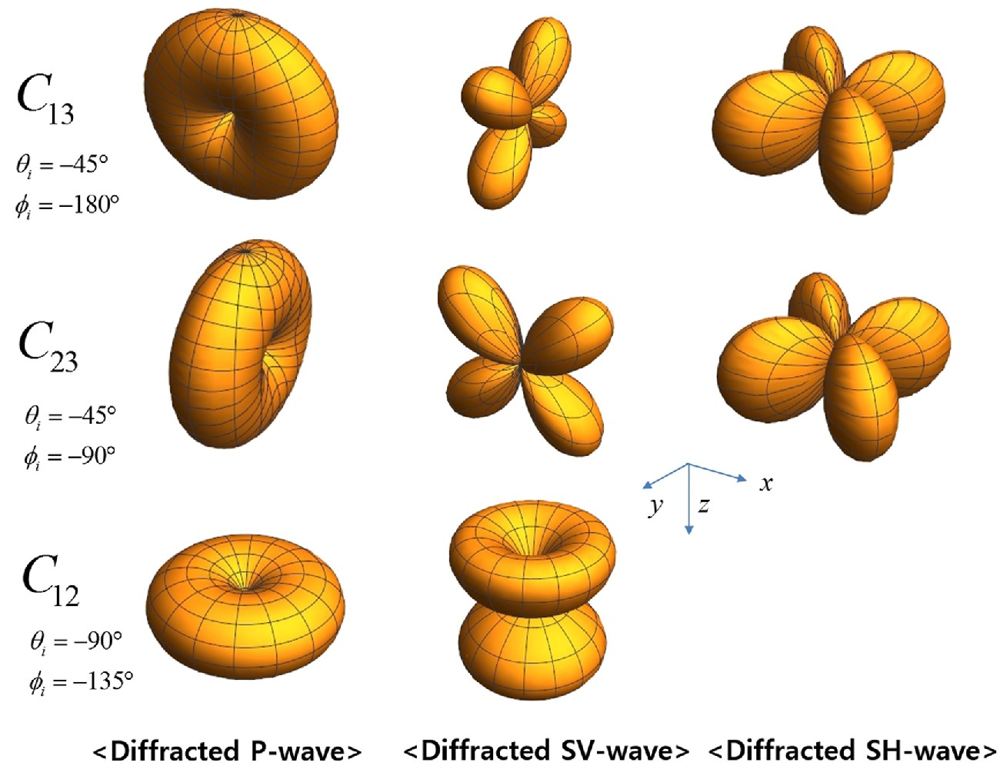 C13
θi = −45°
ϕi = −180°
C23
θi = −45°
ϕi = −90°
x
y
z
C12
θi = −90°
ϕi = −135°
<Diffracted P-wave> <Diffracted SV-wave> <Diffracted SH-wave>